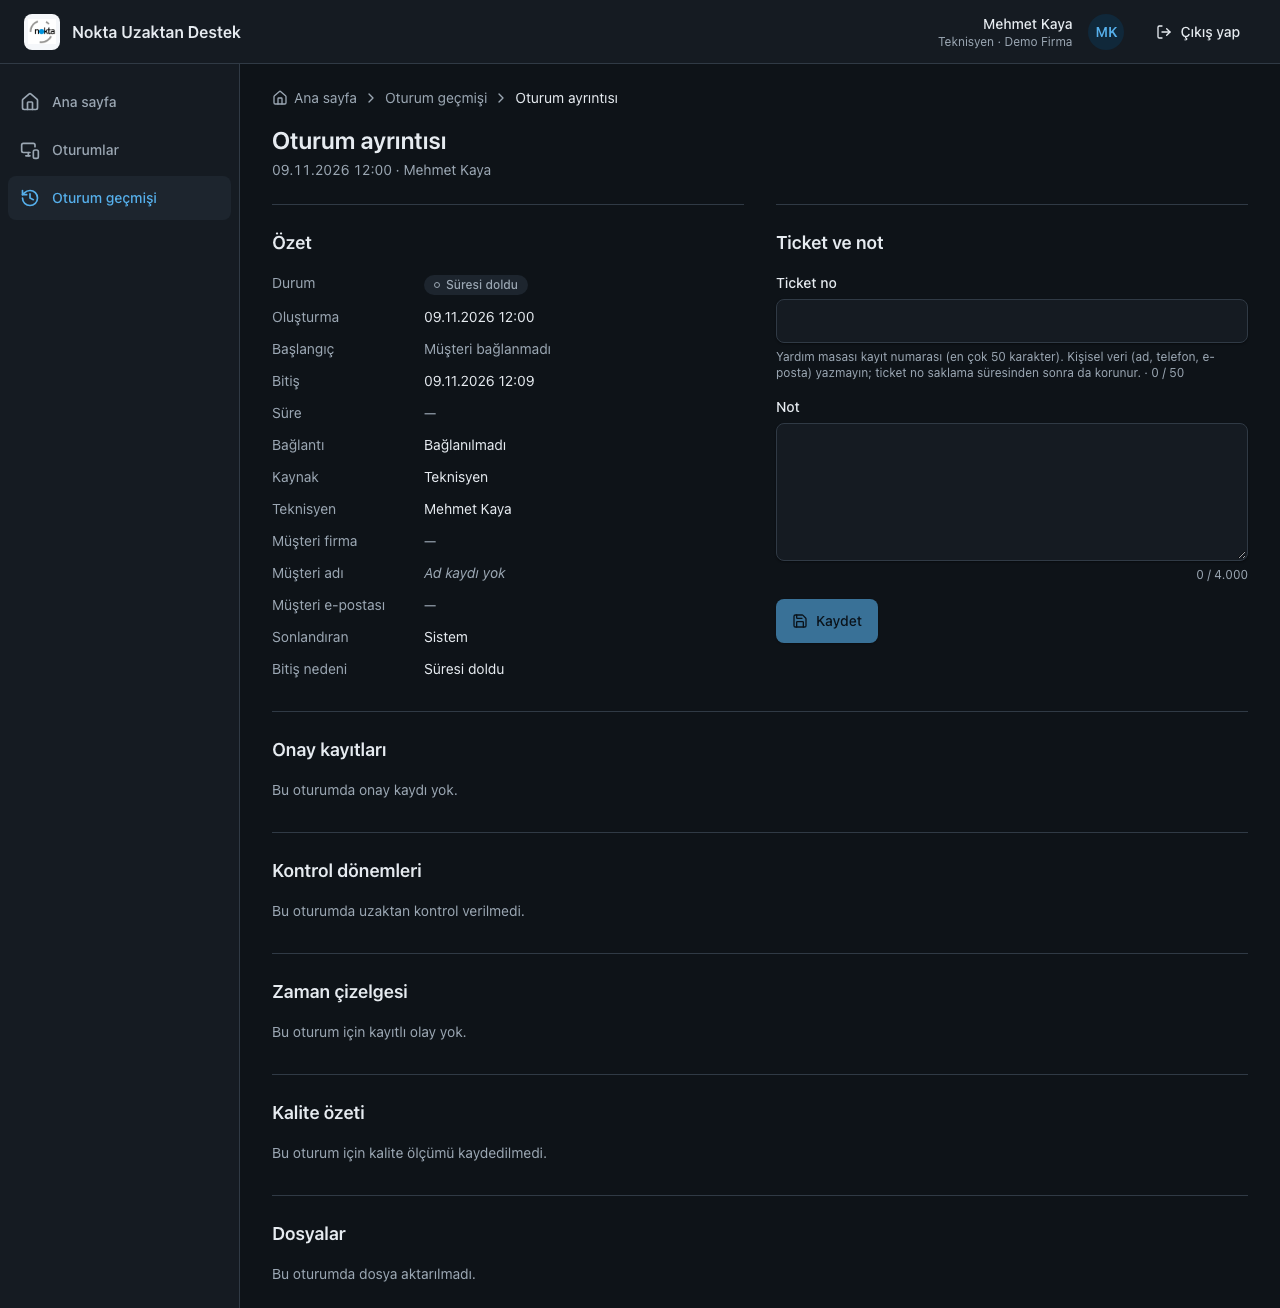 nokta
Nokta Uzaktan Destek
Mehmet Kaya
Teknisyen · Demo Firma
MK
Çıkış yap
Ana sayfa
Oturumlar
Oturum geçmişi
Ana sayfa
Oturum geçmişi
Oturum ayrıntısı
Oturum ayrıntısı
09.11.2026 12:00 · Mehmet Kaya
Özet
Durum
Süresi doldu
Oluşturma
09.11.2026 12:00
Başlangıç
Müşteri bağlanmadı
Bitiş
09.11.2026 12:09
Süre
—
Bağlantı
Bağlanılmadı
Kaynak
Teknisyen
Teknisyen
Mehmet Kaya
Müşteri firma
—
Müşteri adı
Ad kaydı yok
Müşteri e-postası
—
Sonlandıran
Sistem
Bitiş nedeni
Süresi doldu
Ticket ve not
Ticket no
Yardım masası kayıt numarası (en çok 50 karakter). Kişisel veri (ad, telefon, e-
posta) yazmayın; ticket no saklama süresinden sonra da korunur. · 0 / 50
Not
0 / 4.000
Kaydet
Onay kayıtları
Bu oturumda onay kaydı yok.
Kontrol dönemleri
Bu oturumda uzaktan kontrol verilmedi.
Zaman çizelgesi
Bu oturum için kayıtlı olay yok.
Kalite özeti
Bu oturum için kalite ölçümü kaydedilmedi.
Dosyalar
Bu oturumda dosya aktarılmadı.